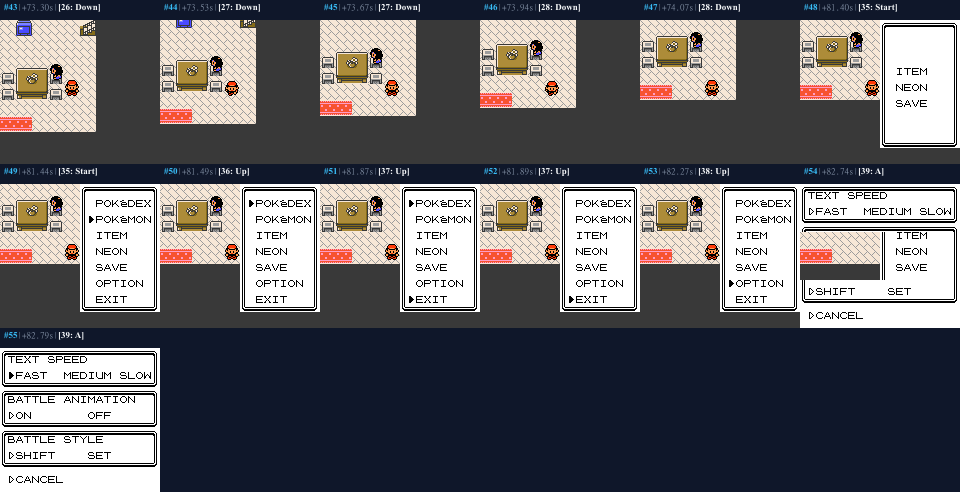 #43|+73.30s| [26: Down]
#44|+73.53s| [27: Down]
#45|+73.67s| [27: Down]
#46|+73.94s| [28: Down]
#47|+74.07s| [28: Down]
#48|+81.40s| [35: Start]
ITEM
NEON
SAVE
#49|+81.44s| [35: Start]
#50|+81.49s| [36: Up]
#51|+81.87s| [37: Up]
#52|+81.89s| [37: Up]
#53|+82.27s| [38: Up]
#54|+82.74s| [39: A]
POKéDEX
▶POKéMON
ITEM
NEON
SAVE
OPTION
EXIT
▶POKéDEX
POKéMON
ITEM
NEON
SAVE
OPTION
EXIT
▶POKéDEX
POKéMON
ITEM
NEON
SAVE
OPTION
▶EXIT
POKéDEX
POKéMON
ITEM
NEON
SAVE
OPTION
▶EXIT
POKéDEX
POKéMON
ITEM
NEON
SAVE
▶OPTION
EXIT
TEXT SPEED
▷FAST MEDIUM SLOW
ITEM
NEON
SAVE
▷SHIFT SET
▷CANCEL
#55|+82.79s| [39: A]
TEXT SPEED
▶FAST MEDIUM SLOW
BATTLE ANIMATION
▷ON OFF
BATTLE STYLE
▷SHIFT SET
▷CANCEL